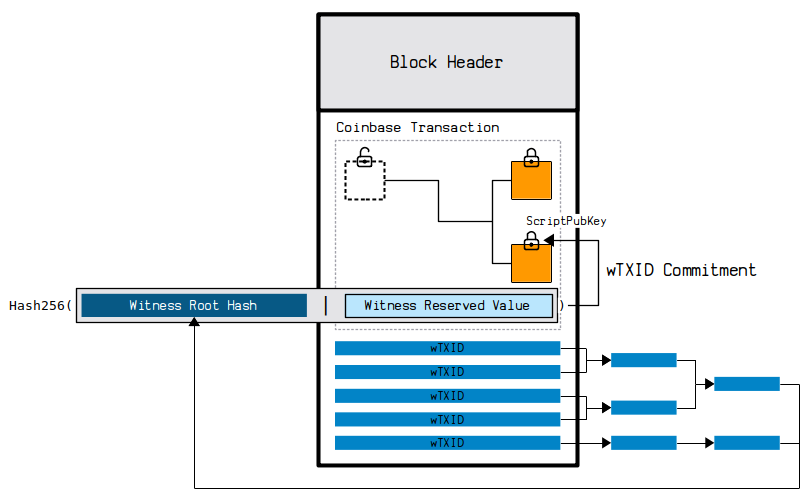 Block Header
Coinbase Transaction
ScriptPubKey
wTXID Commitment
Hash256( Witness Root Hash | Witness Reserved Value )
wTXID
wTXID
wTXID
wTXID
wTXID